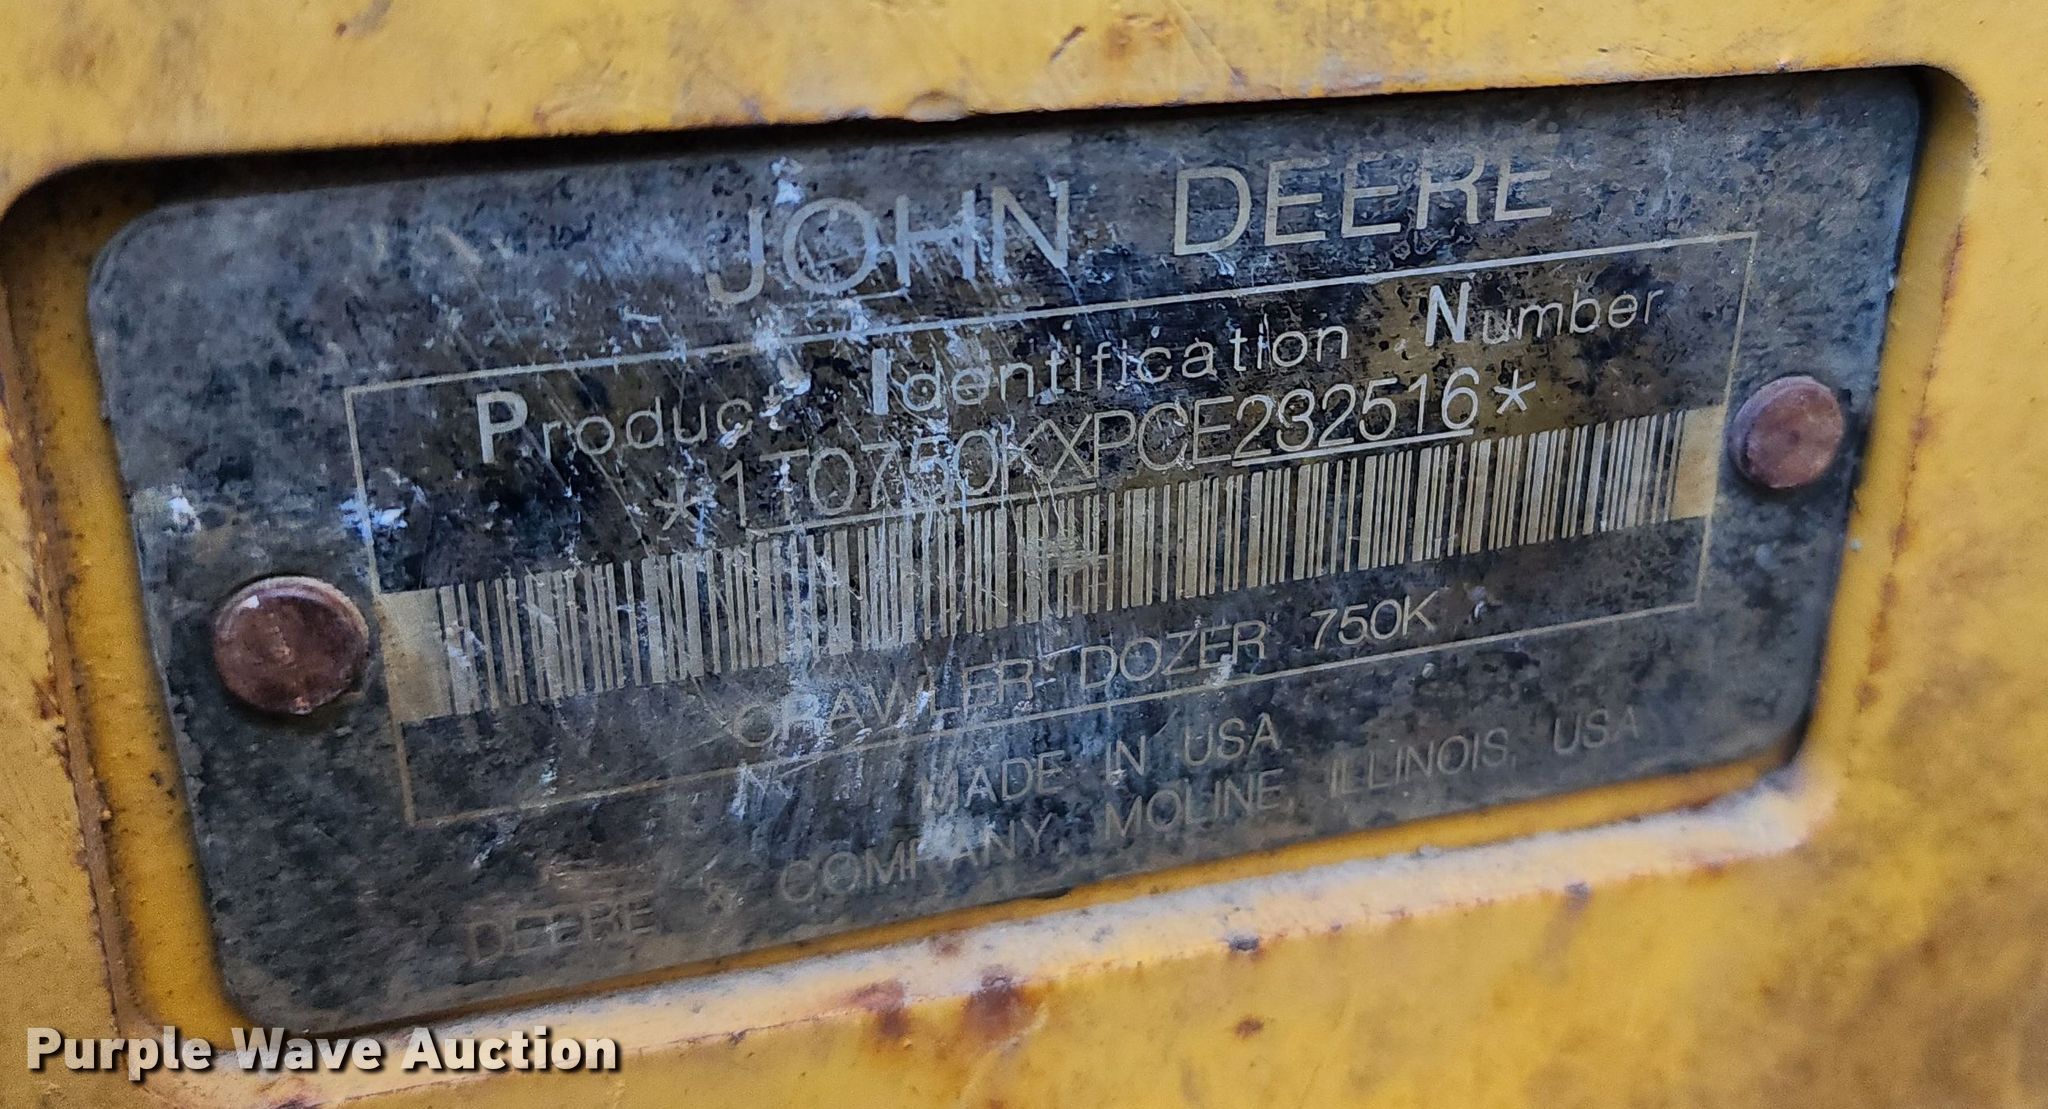 JOHN DEERE
Product Identification Number
*1T0750KXPCE232516*
CRAWLER DOZER 750K
MADE IN USA
DEERE & COMPANY, MOLINE, ILLINOIS, USA
Purple Wave Auction